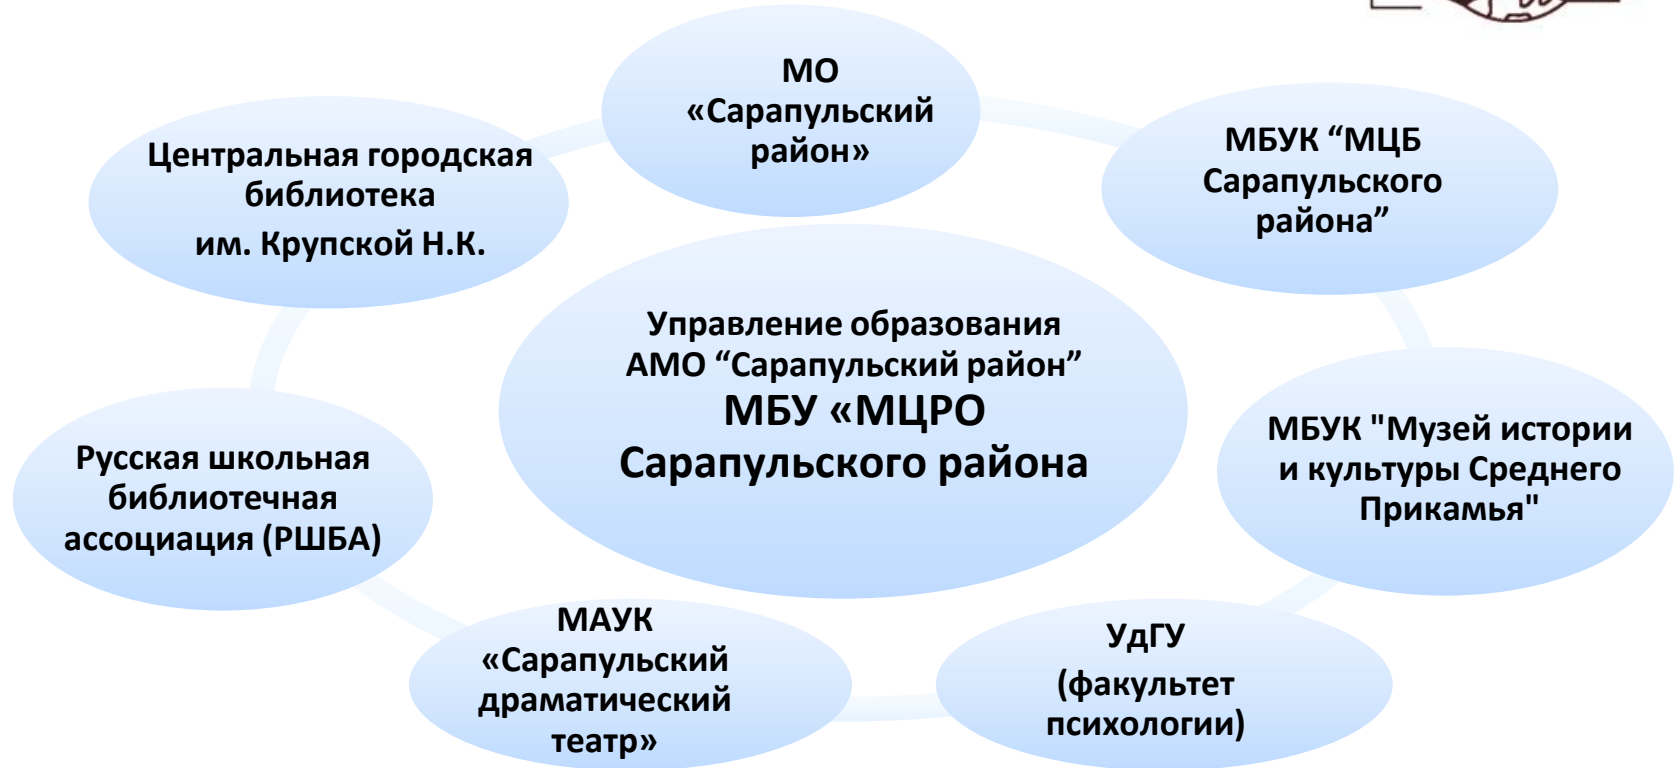 МО
«Сарапульский
район»
Центральная городская
библиотека
им. Крупской Н.К.
МБУК “МЦБ
Сарапульского
района”
Управление образования
АМО “Сарапульский район”
МБУ «МЦРО
Сарапульского района
Русская школьная
библиотечная
ассоциация (РШБА)
МБУК "Музей истории
и культуры Среднего
Прикамья"
МАУК
«Сарапульский
драматический
театр»
УдГУ
(факультет
психологии)